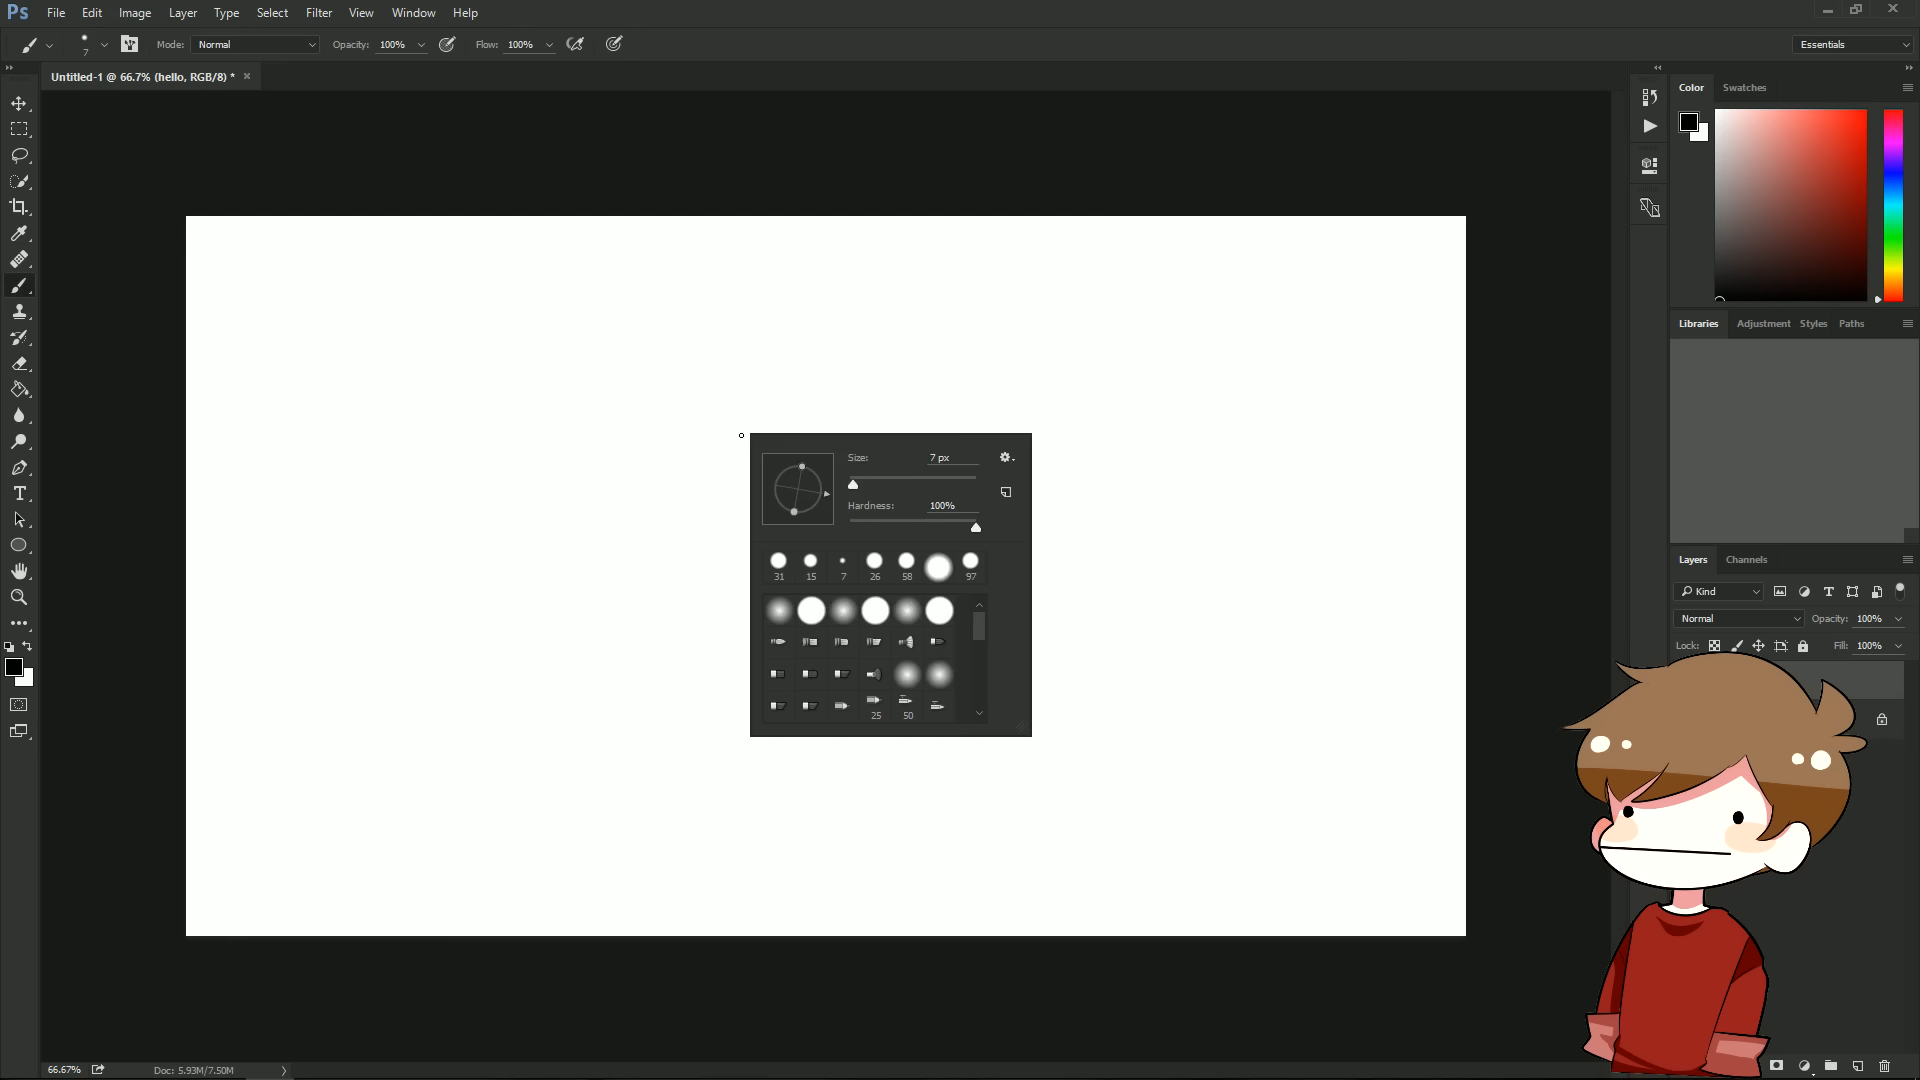 Ps File Edit Image Layer Type Select Filter View Window Help
7 Mode: Normal Opacity: 100% Flow: 100% Essentials
Untitled-1 @ 66.7% (hello, RGB/8) * ×
Color Swatches
Libraries Adjustment Styles Paths
Size: 7 px
Hardness: 100%
31 15 7 26 58 97
25 50
Layers Channels
Kind
Normal Opacity: 100%
Lock: Fill: 100%
66.67% Doc: 5.93M/7.50M